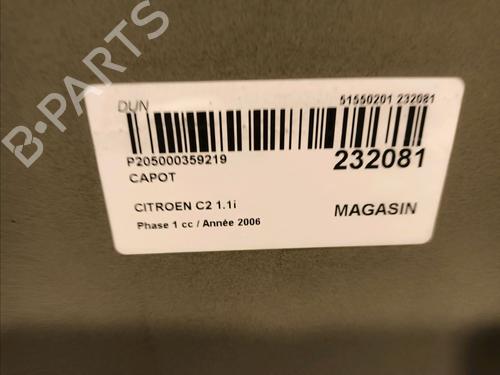 B-PARTS
DUN
51550201 232081
P205000359219
232081
CAPOT
CITROEN C2 1.1i
MAGASIN
Phase 1 cc / Année 2006